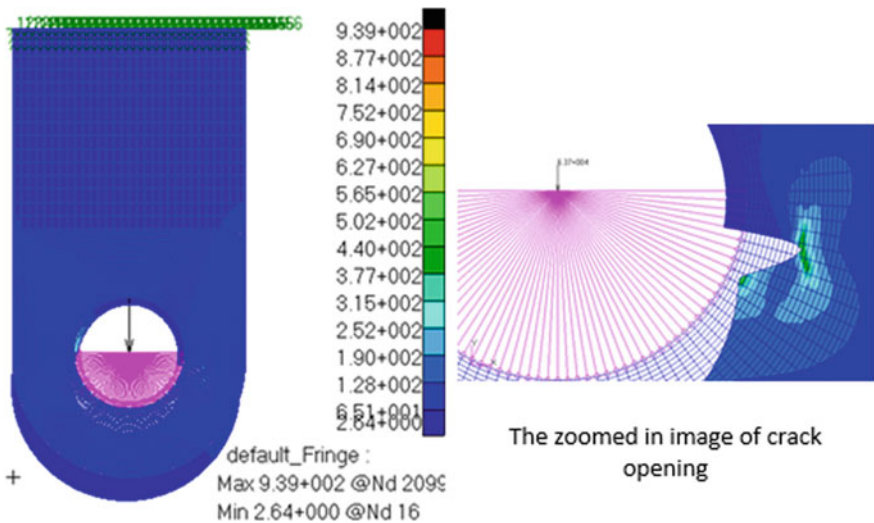 9.39+002
8.77+002
8.14+002
7.52+002
6.90+002
6.27+002
5.65+002
5.02+002
4.40+002
3.77+002
3.15+002
2.52+002
1.90+002
1.28+002
6.51+001
2.64+000
default_Fringe :
Max 9.39+002 @Nd 2099
Min 2.64+000 @Nd 16
Y
X
The zoomed in image of crack
opening